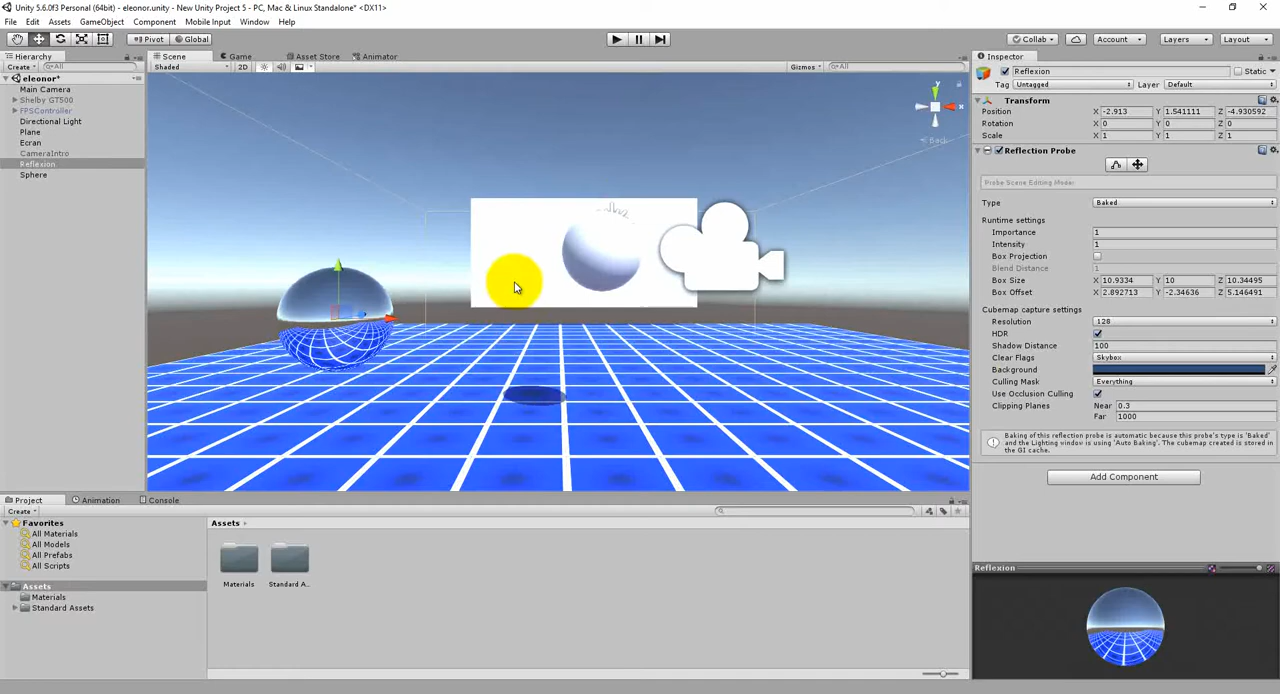 Unity 5.6.0f3 Personal (64bit) - eleonor.unity - New Unity Project 5 - PC, Mac & Linux Standalone* <DX11>
File Edit Assets GameObject Component Mobile Input Window Help
Pivot Global Collab Account Layers Layout
Hierarchy Scene Game Asset Store Animator Inspector
Create All Shaded 2D Gizmos All
eleonor*
Main Camera
Shelby GT500
FPSController
Directional Light
Plane
Ecran
CameraIntro
Reflexion
Sphere
y
x
Back
Reflexion Static
Tag Untagged Layer Default
Transform
Position X -2.913 Y 1.541111 Z -4.930592
Rotation X 0 Y 0 Z 0
Scale X 1 Y 1 Z 1
Reflection Probe
Probe Scene Editing Mode:
Type Baked
Runtime settings
Importance 1
Intensity 1
Box Projection
Blend Distance 1
Box Size X 10.9334 Y 10 Z 10.34495
Box Offset X 2.892713 Y -2.34636 Z 5.146491
Cubemap capture settings
Resolution 128
HDR
Shadow Distance 100
Clear Flags Skybox
Background
Culling Mask Everything
Use Occlusion Culling
Clipping Planes Near 0.3
Far 1000
Baking of this reflection probe is automatic because this probe's type is 'Baked'
and the Lighting window is using 'Auto Baking'. The cubemap created is stored in
the GI cache.
Add Component
Project Animation Console
Create
Favorites
All Materials
All Models
All Prefabs
All Scripts
Assets
Materials
Standard Assets
Assets
Materials Standard A...
Reflexion